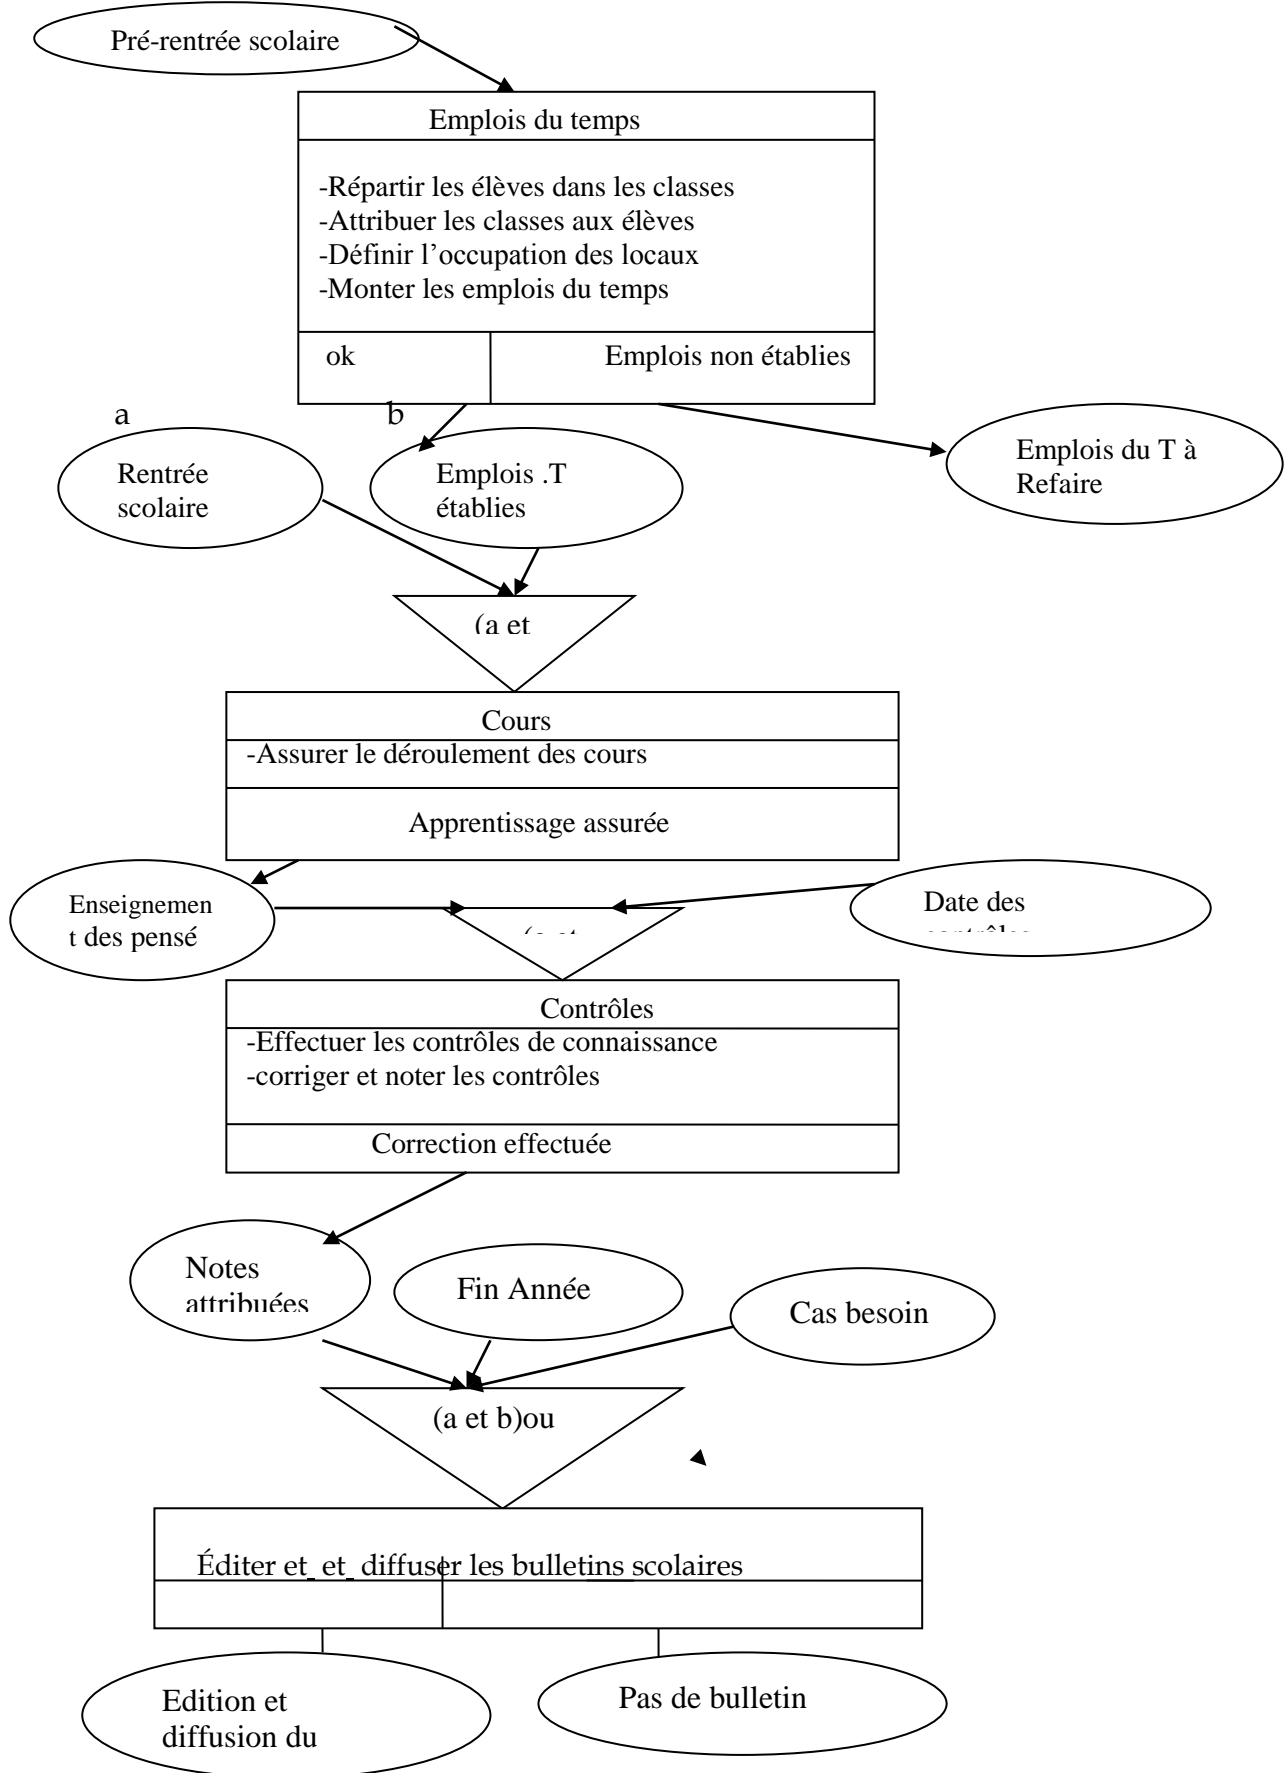 Pré-rentrée scolaire
Emplois du temps
-Répartir les élèves dans les classes
-Attribuer les classes aux élèves
-Définir l’occupation des locaux
-Monter les emplois du temps
ok
Emplois non établies
a
b
Rentrée
scolaire
Emplois .T
établies
Emplois du T à
Refaire
(a et
Cours
-Assurer le déroulement des cours
Apprentissage assurée
Enseignemen
t des pensé
Date des
Contrôles
-Effectuer les contrôles de connaissance
-corriger et noter les contrôles
Correction effectuée
Notes
attribuées
Fin Année
Cas besoin
(a et b)ou
Éditer et et diffuser les bulletins scolaires
Edition et
diffusion du
Pas de bulletin